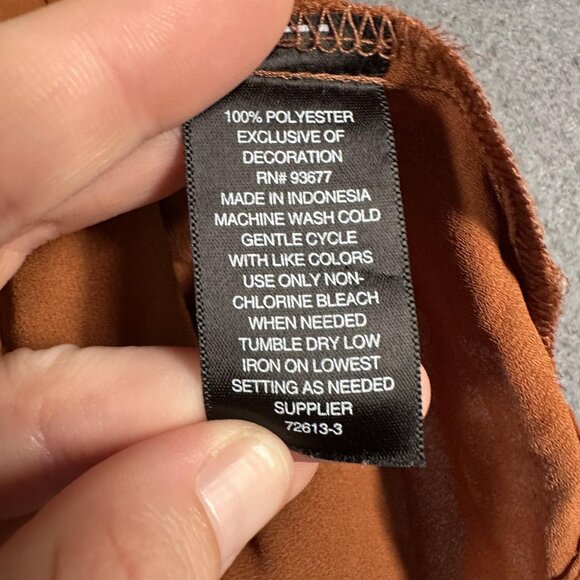 100% POLYESTER
EXCLUSIVE OF
DECORATION
RN# 93677
MADE IN INDONESIA
MACHINE WASH COLD
GENTLE CYCLE
WITH LIKE COLORS
USE ONLY NON-
CHLORINE BLEACH
WHEN NEEDED
TUMBLE DRY LOW
IRON ON LOWEST
SETTING AS NEEDED
SUPPLIER
72613-3